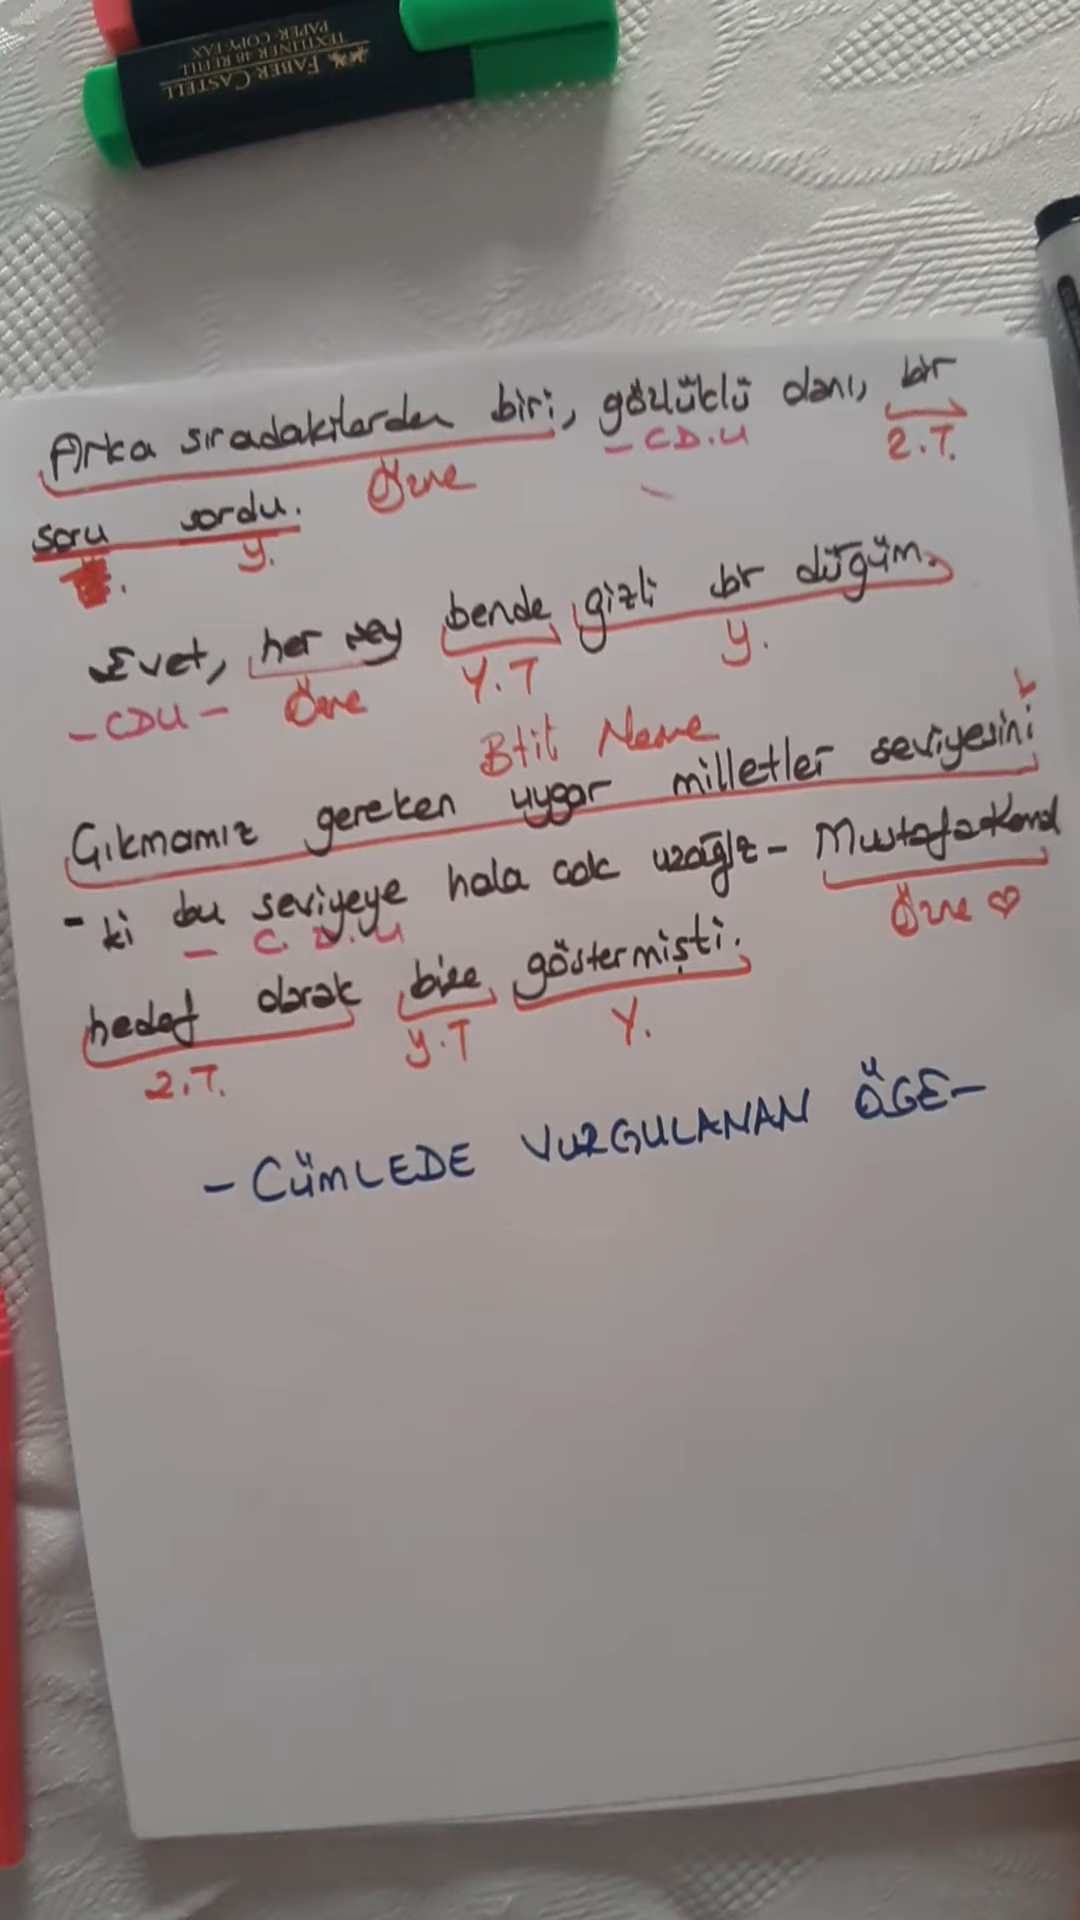 FABER CASTELL
TEXTLINER 48 REFILL
PAPER·COPY·FAX
Arka sıradakilerden biri, gözlüklü olanı, bir
Özne -CD.U 2.T.
soru sordu.
y.
Evet, her şey bende gizli bir düğüm.
-CDU- Özne Y.T y.
Btli Nesne
Çıkmamız gereken uygar milletler seviyesini
-ki bu seviyeye hala çok uzağız- Mustafa Kemal
- C.D.U Özne ♡
hedef olarak bize göstermişti.
2.T. y.T Y.
-CÜMLEDE VURGULANAN ÖGE-